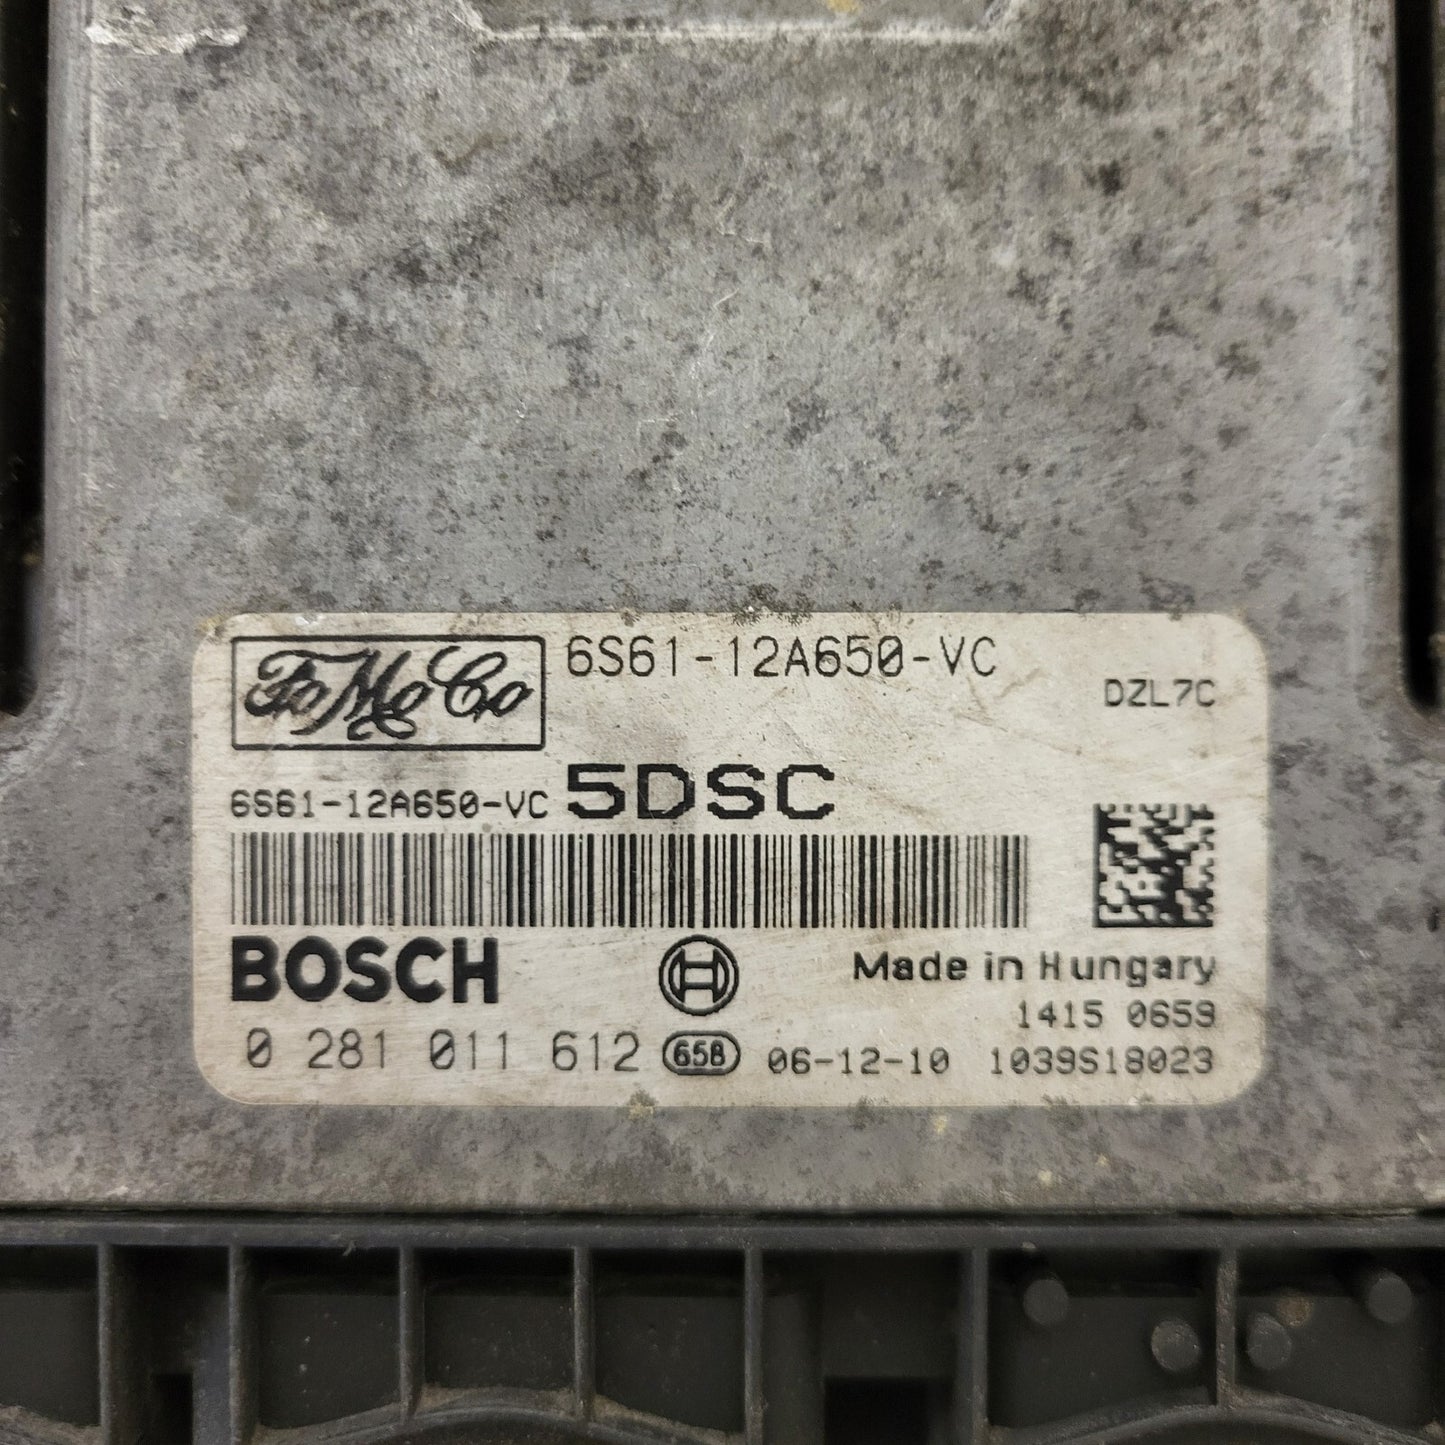 FoMoCo 6S61-12A650-VC
DZL7C
6S61-12A650-VC 5DSC
BOSCH
Made in Hungary
1415 0659
0 281 011 612 658 06-12-10 1039S18023